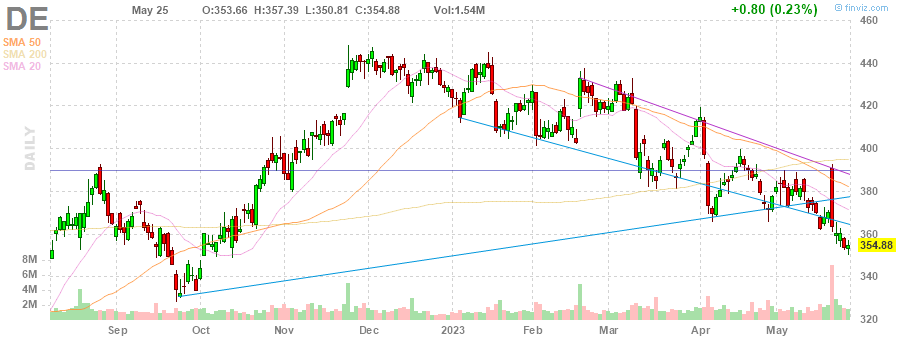 DE
May 25 O:353.66 H:357.39 L:350.81 C:354.88 Vol:1.54M +0.80 (0.23%) finviz.com
SMA 50
SMA 200
SMA 20
DAILY
460
440
420
400
380
360
354.88
340
320
8M
6M
4M
2M
Sep Oct Nov Dec 2023 Feb Mar Apr May